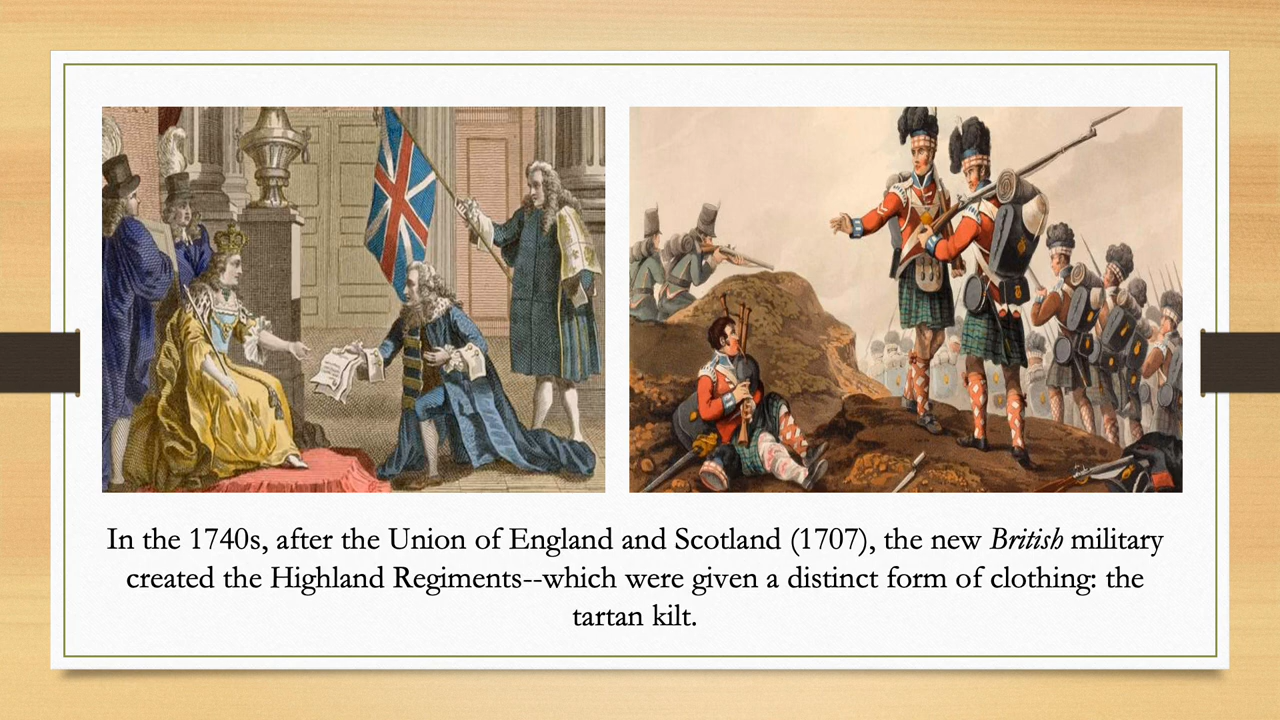 In the 1740s, after the Union of England and Scotland (1707), the new British military
created the Highland Regiments--which were given a distinct form of clothing: the
tartan kilt.